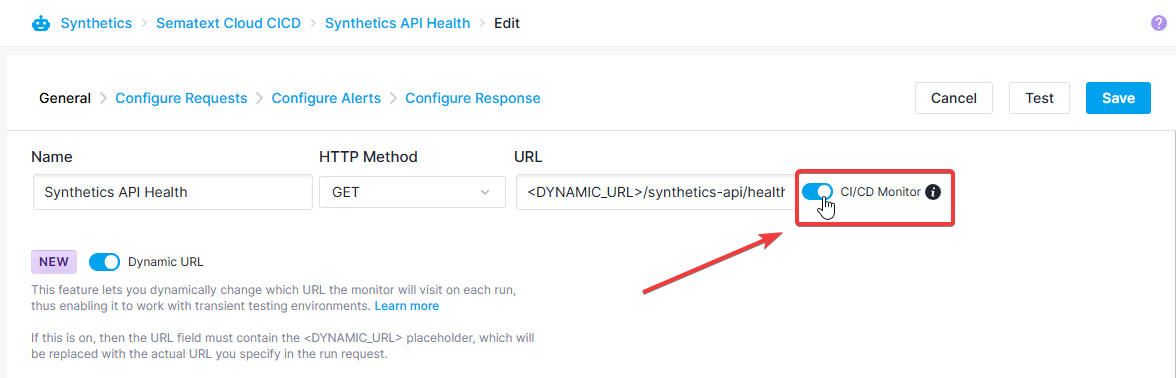 Synthetics > Sematext Cloud CICD > Synthetics API Health > Edit
?
General > Configure Requests > Configure Alerts > Configure Response
Cancel
Test
Save
Name
HTTP Method
URL
Synthetics API Health
GET
<DYNAMIC_URL>/synthetics-api/health
CI/CD Monitor
NEW
Dynamic URL
This feature lets you dynamically change which URL the monitor will visit on each run,
thus enabling it to work with transient testing environments. Learn more
If this is on, then the URL field must contain the <DYNAMIC_URL> placeholder, which will
be replaced with the actual URL you specify in the run request.